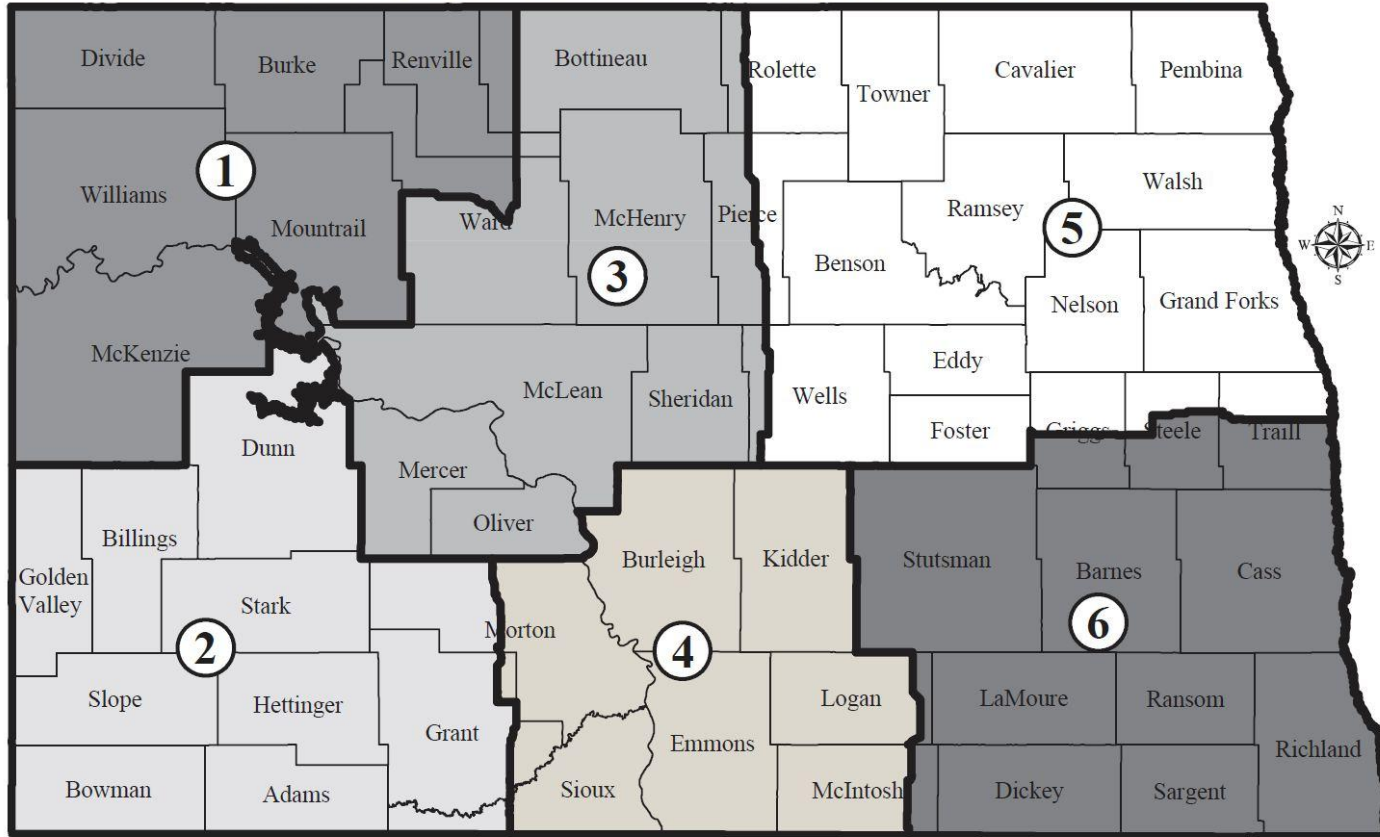 Divide
Burke
Renville
Bottineau
Rolette
Towner
Cavalier
Pembina
Williams
1
Mountrail
Ward
McHenry
Pierce
3
Benson
Ramsey
5
Walsh
Nelson
Grand Forks
N
W E
S
McKenzie
McLean
Sheridan
Wells
Eddy
Foster
Griggs
Steele
Traill
Dunn
Mercer
Oliver
Golden
Valley
Billings
Stark
2
Slope
Hettinger
Bowman
Adams
Grant
Morton
Burleigh
Kidder
4
Logan
Emmons
Sioux
McIntosh
Stutsman
Barnes
Cass
6
LaMoure
Ransom
Richland
Dickey
Sargent